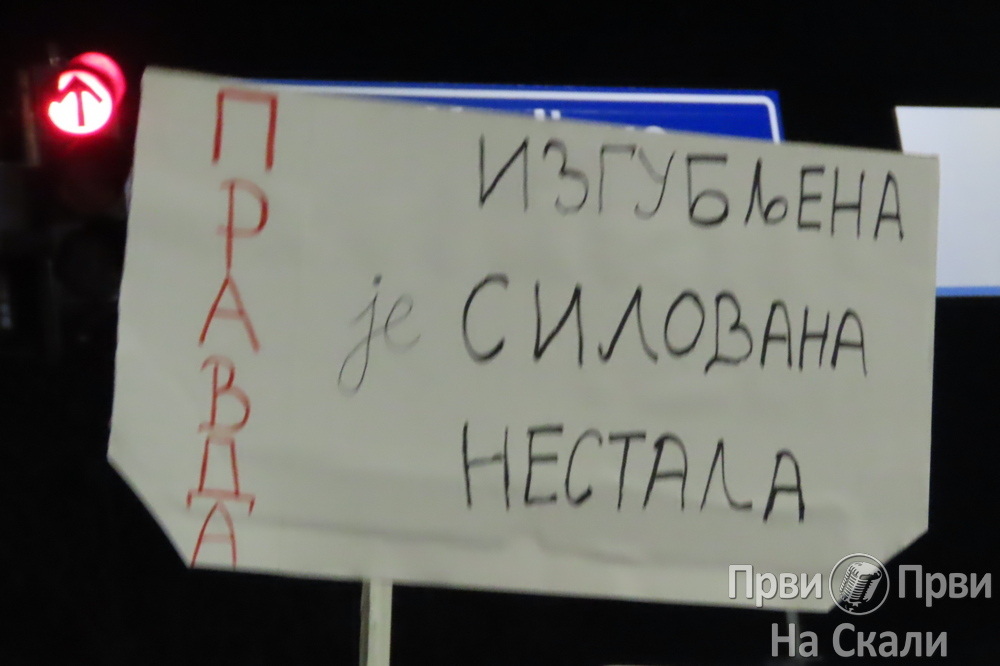 ПРАВДА
је
ИЗГУБЉЕНА
СИЛОВАНА
НЕСТАЛА
Први Први
На Скали